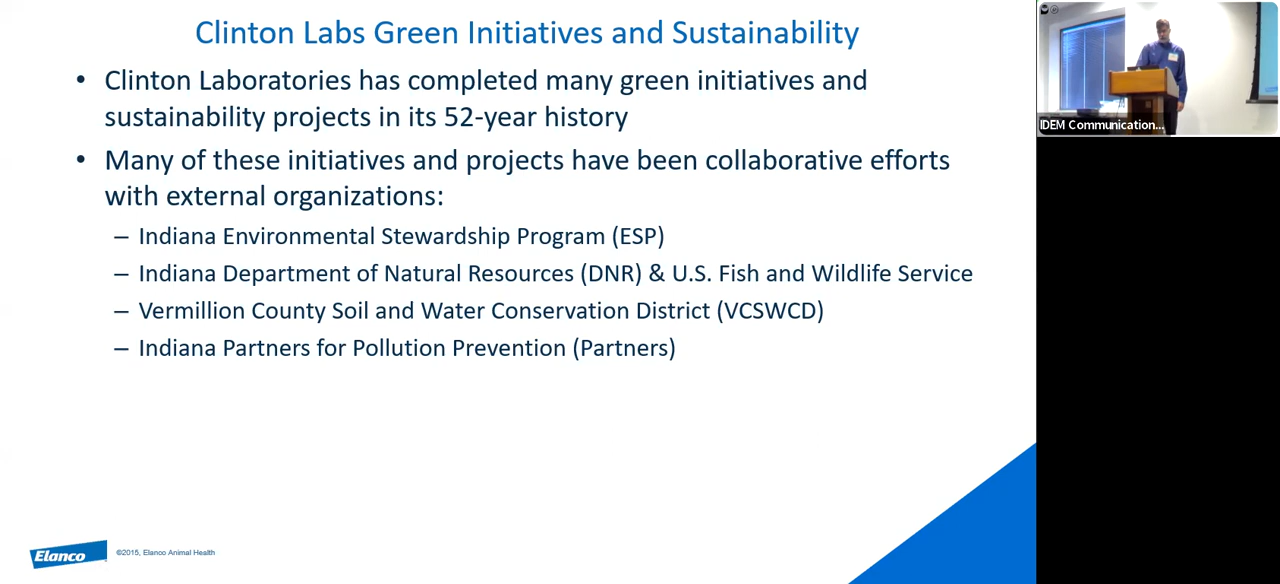 Clinton Labs Green Initiatives and Sustainability
• Clinton Laboratories has completed many green initiatives and
sustainability projects in its 52-year history
• Many of these initiatives and projects have been collaborative efforts
with external organizations:
– Indiana Environmental Stewardship Program (ESP)
– Indiana Department of Natural Resources (DNR) & U.S. Fish and Wildlife Service
– Vermillion County Soil and Water Conservation District (VCSWCD)
– Indiana Partners for Pollution Prevention (Partners)
Elanco
©2015, Elanco Animal Health
IDEM Communication...